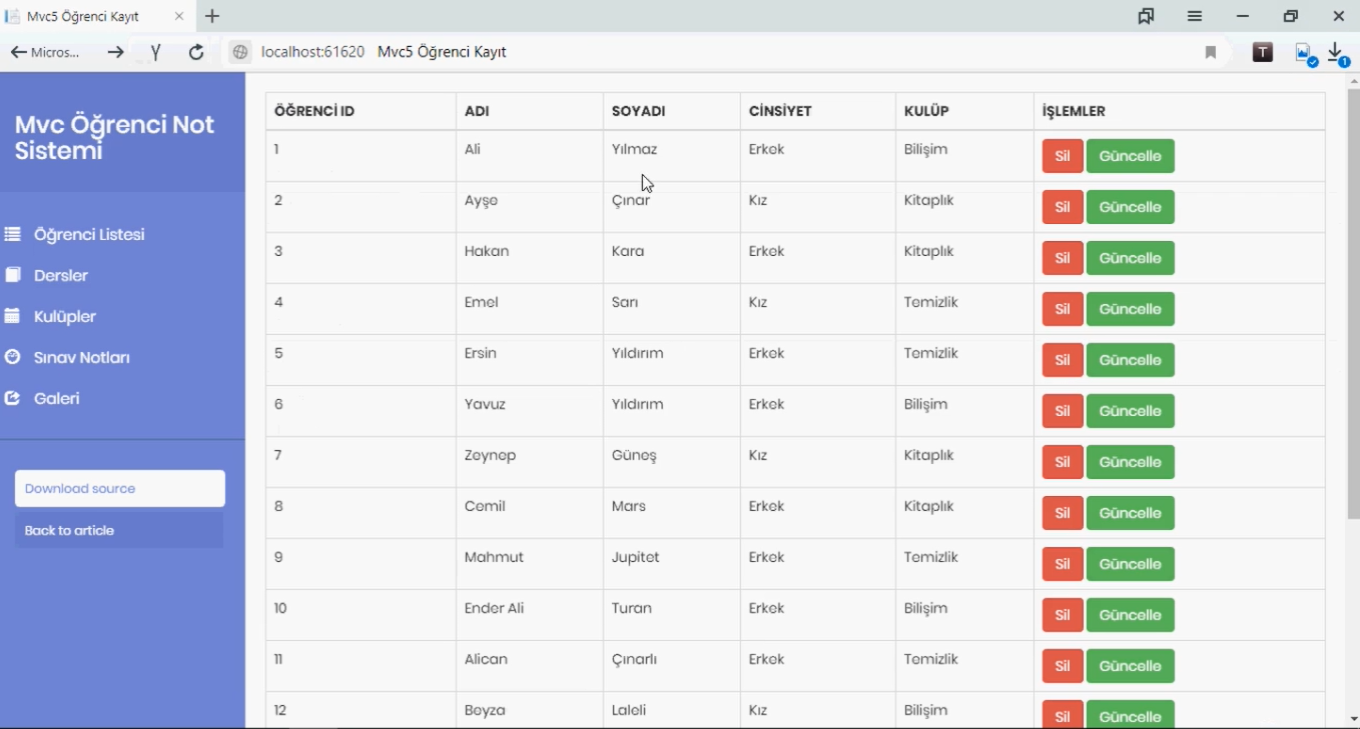 Mvc5 Öğrenci Kayıt
Micros... localhost:61620 Mvc5 Öğrenci Kayıt T 1
Mvc Öğrenci Not
Sistemi
Öğrenci Listesi
Dersler
Kulüpler
Sınav Notları
Galeri
Download source
Back to article
ÖĞRENCİ ID ADI SOYADI CİNSİYET KULÜP İŞLEMLER
1 Ali Yılmaz Erkek Bilişim Sil Güncelle
2 Ayşe Çınar Kız Kitaplık Sil Güncelle
3 Hakan Kara Erkek Kitaplık Sil Güncelle
4 Emel Sarı Kız Temizlik Sil Güncelle
5 Ersin Yıldırım Erkek Temizlik Sil Güncelle
6 Yavuz Yıldırım Erkek Bilişim Sil Güncelle
7 Zeynep Güneş Kız Kitaplık Sil Güncelle
8 Cemil Mars Erkek Kitaplık Sil Güncelle
9 Mahmut Jupitet Erkek Temizlik Sil Güncelle
10 Ender Ali Turan Erkek Bilişim Sil Güncelle
11 Alican Çınarlı Erkek Temizlik Sil Güncelle
12 Beyza Laleli Kız Bilişim Sil Güncelle